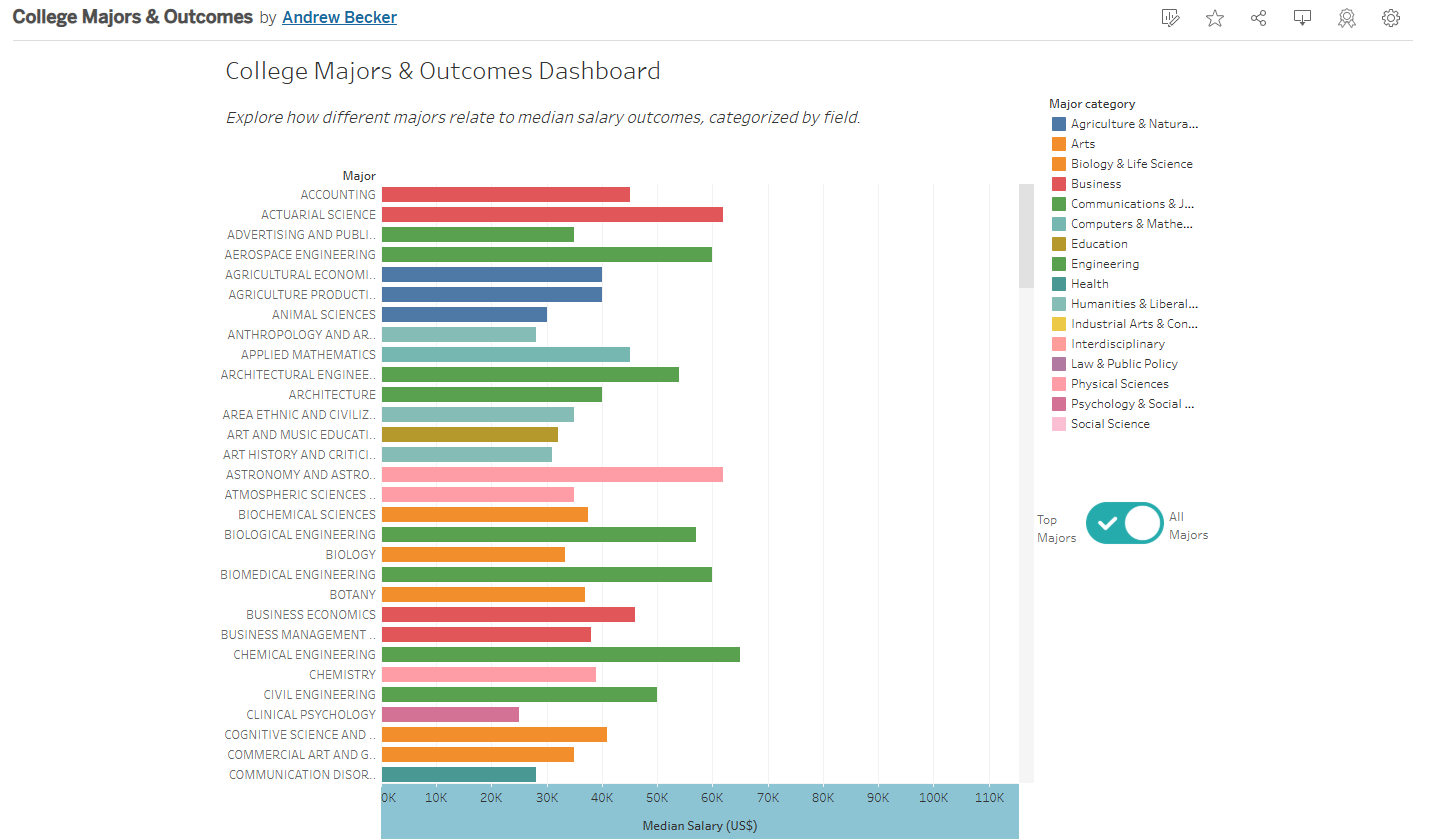 College Majors & Outcomes by Andrew Becker
College Majors & Outcomes Dashboard
Explore how different majors relate to median salary outcomes, categorized by field.
Major
ACCOUNTING
ACTUARIAL SCIENCE
ADVERTISING AND PUBLI..
AEROSPACE ENGINEERING
AGRICULTURAL ECONOMI..
AGRICULTURE PRODUCTI..
ANIMAL SCIENCES
ANTHROPOLOGY AND AR..
APPLIED MATHEMATICS
ARCHITECTURAL ENGINEE..
ARCHITECTURE
AREA ETHNIC AND CIVILIZ..
ART AND MUSIC EDUCATI..
ART HISTORY AND CRITICI..
ASTRONOMY AND ASTRO..
ATMOSPHERIC SCIENCES ..
BIOCHEMICAL SCIENCES
BIOLOGICAL ENGINEERING
BIOLOGY
BIOMEDICAL ENGINEERING
BOTANY
BUSINESS ECONOMICS
BUSINESS MANAGEMENT ..
CHEMICAL ENGINEERING
CHEMISTRY
CIVIL ENGINEERING
CLINICAL PSYCHOLOGY
COGNITIVE SCIENCE AND ..
COMMERCIAL ART AND G..
COMMUNICATION DISOR..
0K 10K 20K 30K 40K 50K 60K 70K 80K 90K 100K 110K
Median Salary (US$)
Major category
Agriculture & Natura...
Arts
Biology & Life Science
Business
Communications & J...
Computers & Mathe...
Education
Engineering
Health
Humanities & Liberal...
Industrial Arts & Con...
Interdisciplinary
Law & Public Policy
Physical Sciences
Psychology & Social ...
Social Science
Top
Majors
All
Majors